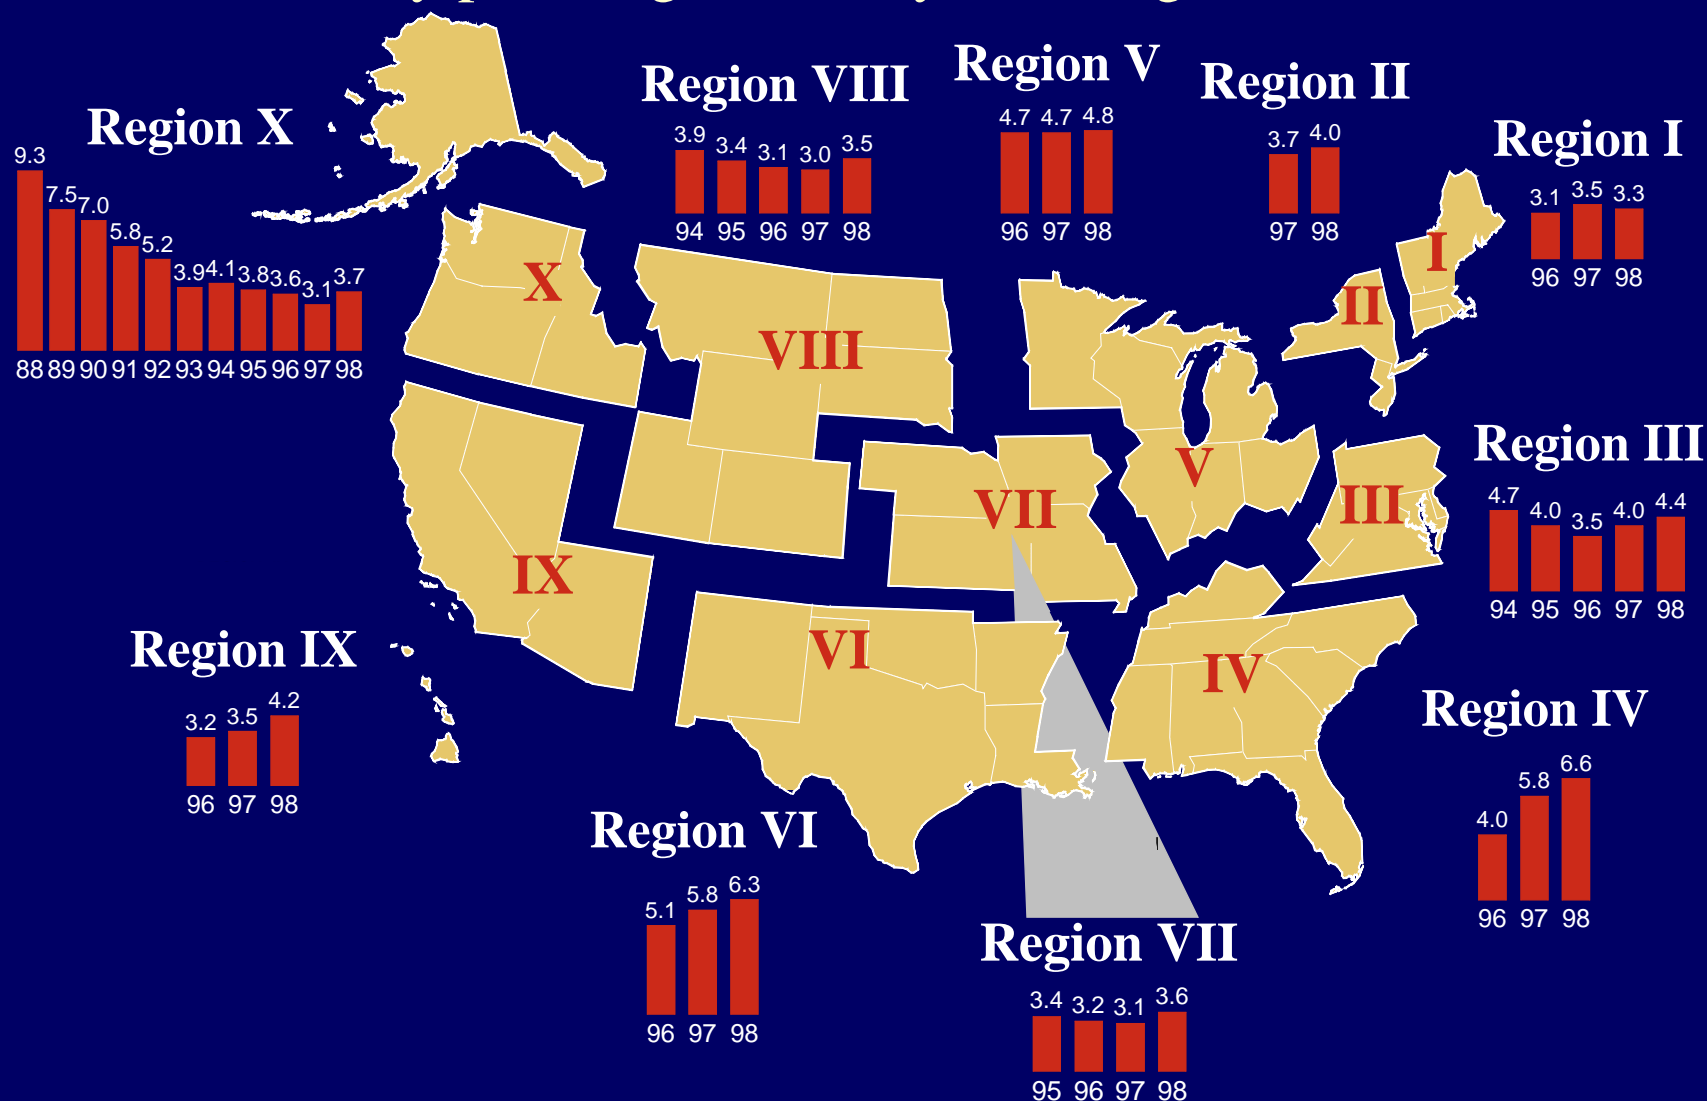 Region X
9.3 7.5 7.0 5.8 5.2 3.9 4.1 3.8 3.6 3.1 3.7
88 89 90 91 92 93 94 95 96 97 98
Region VIII
3.9 3.4 3.1 3.0 3.5
94 95 96 97 98
Region V
4.7 4.7 4.8
96 97 98
Region II
3.7 4.0
97 98
Region I
3.1 3.5 3.3
96 97 98
X
VIII
II
I
V
VII
III
IX
VI
IV
Region III
4.7 4.0 3.5 4.0 4.4
94 95 96 97 98
Region IX
3.2 3.5 4.2
96 97 98
Region IV
4.0 5.8 6.6
96 97 98
Region VI
5.1 5.8 6.3
96 97 98
Region VII
3.4 3.2 3.1 3.6
95 96 97 98